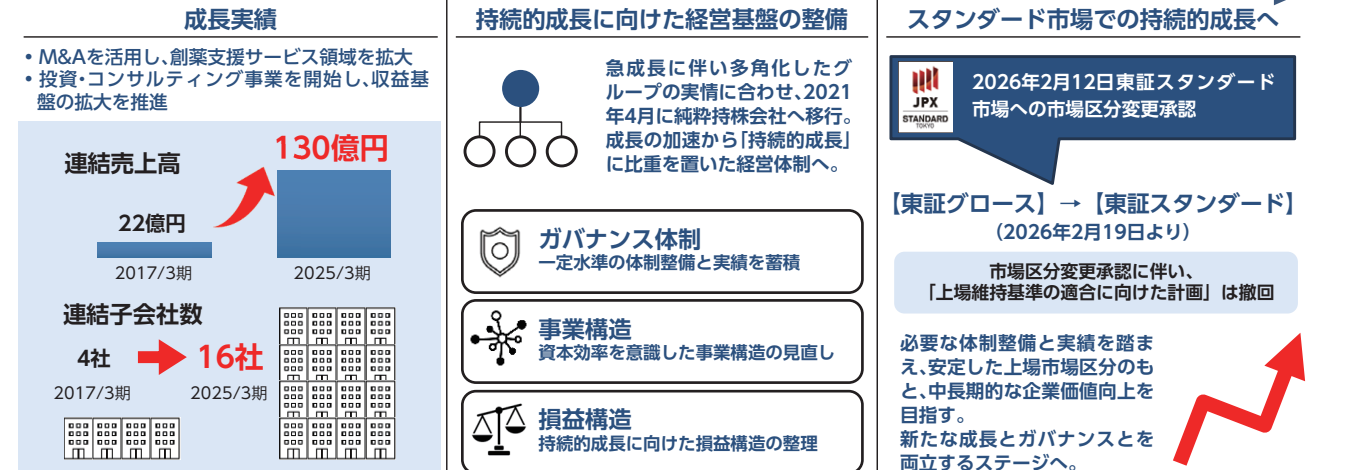 成長実績
• M&Aを活用し、創薬支援サービス領域を拡大
• 投資・コンサルティング事業を開始し、収益基
盤の拡大を推進
連結売上高
130億円
22億円
2017/3期
2025/3期
連結子会社数
4社
16社
2017/3期
2025/3期
持続的成長に向けた経営基盤の整備
急成長に伴い多角化したグ
ループの実情に合わせ、2021
年4月に純粋持株会社へ移行。
成長の加速から「持続的成長」
に比重を置いた経営体制へ。
ガバナンス体制
一定水準の体制整備と実績を蓄積
事業構造
資本効率を意識した事業構造の見直し
損益構造
持続的成長に向けた損益構造の整理
スタンダード市場での持続的成長へ
JPX
STANDARD
TOKYO
2026年2月12日東証スタンダード
市場への市場区分変更承認
【東証グロース】→【東証スタンダード】
（2026年2月19日より）
市場区分変更承認に伴い、
「上場維持基準の適合に向けた計画」は撤回
必要な体制整備と実績を踏ま
え、安定した上場市場区分のも
と、中長期的な企業価値向上を
目指す。
新たな成長とガバナンスとを
両立するステージへ。